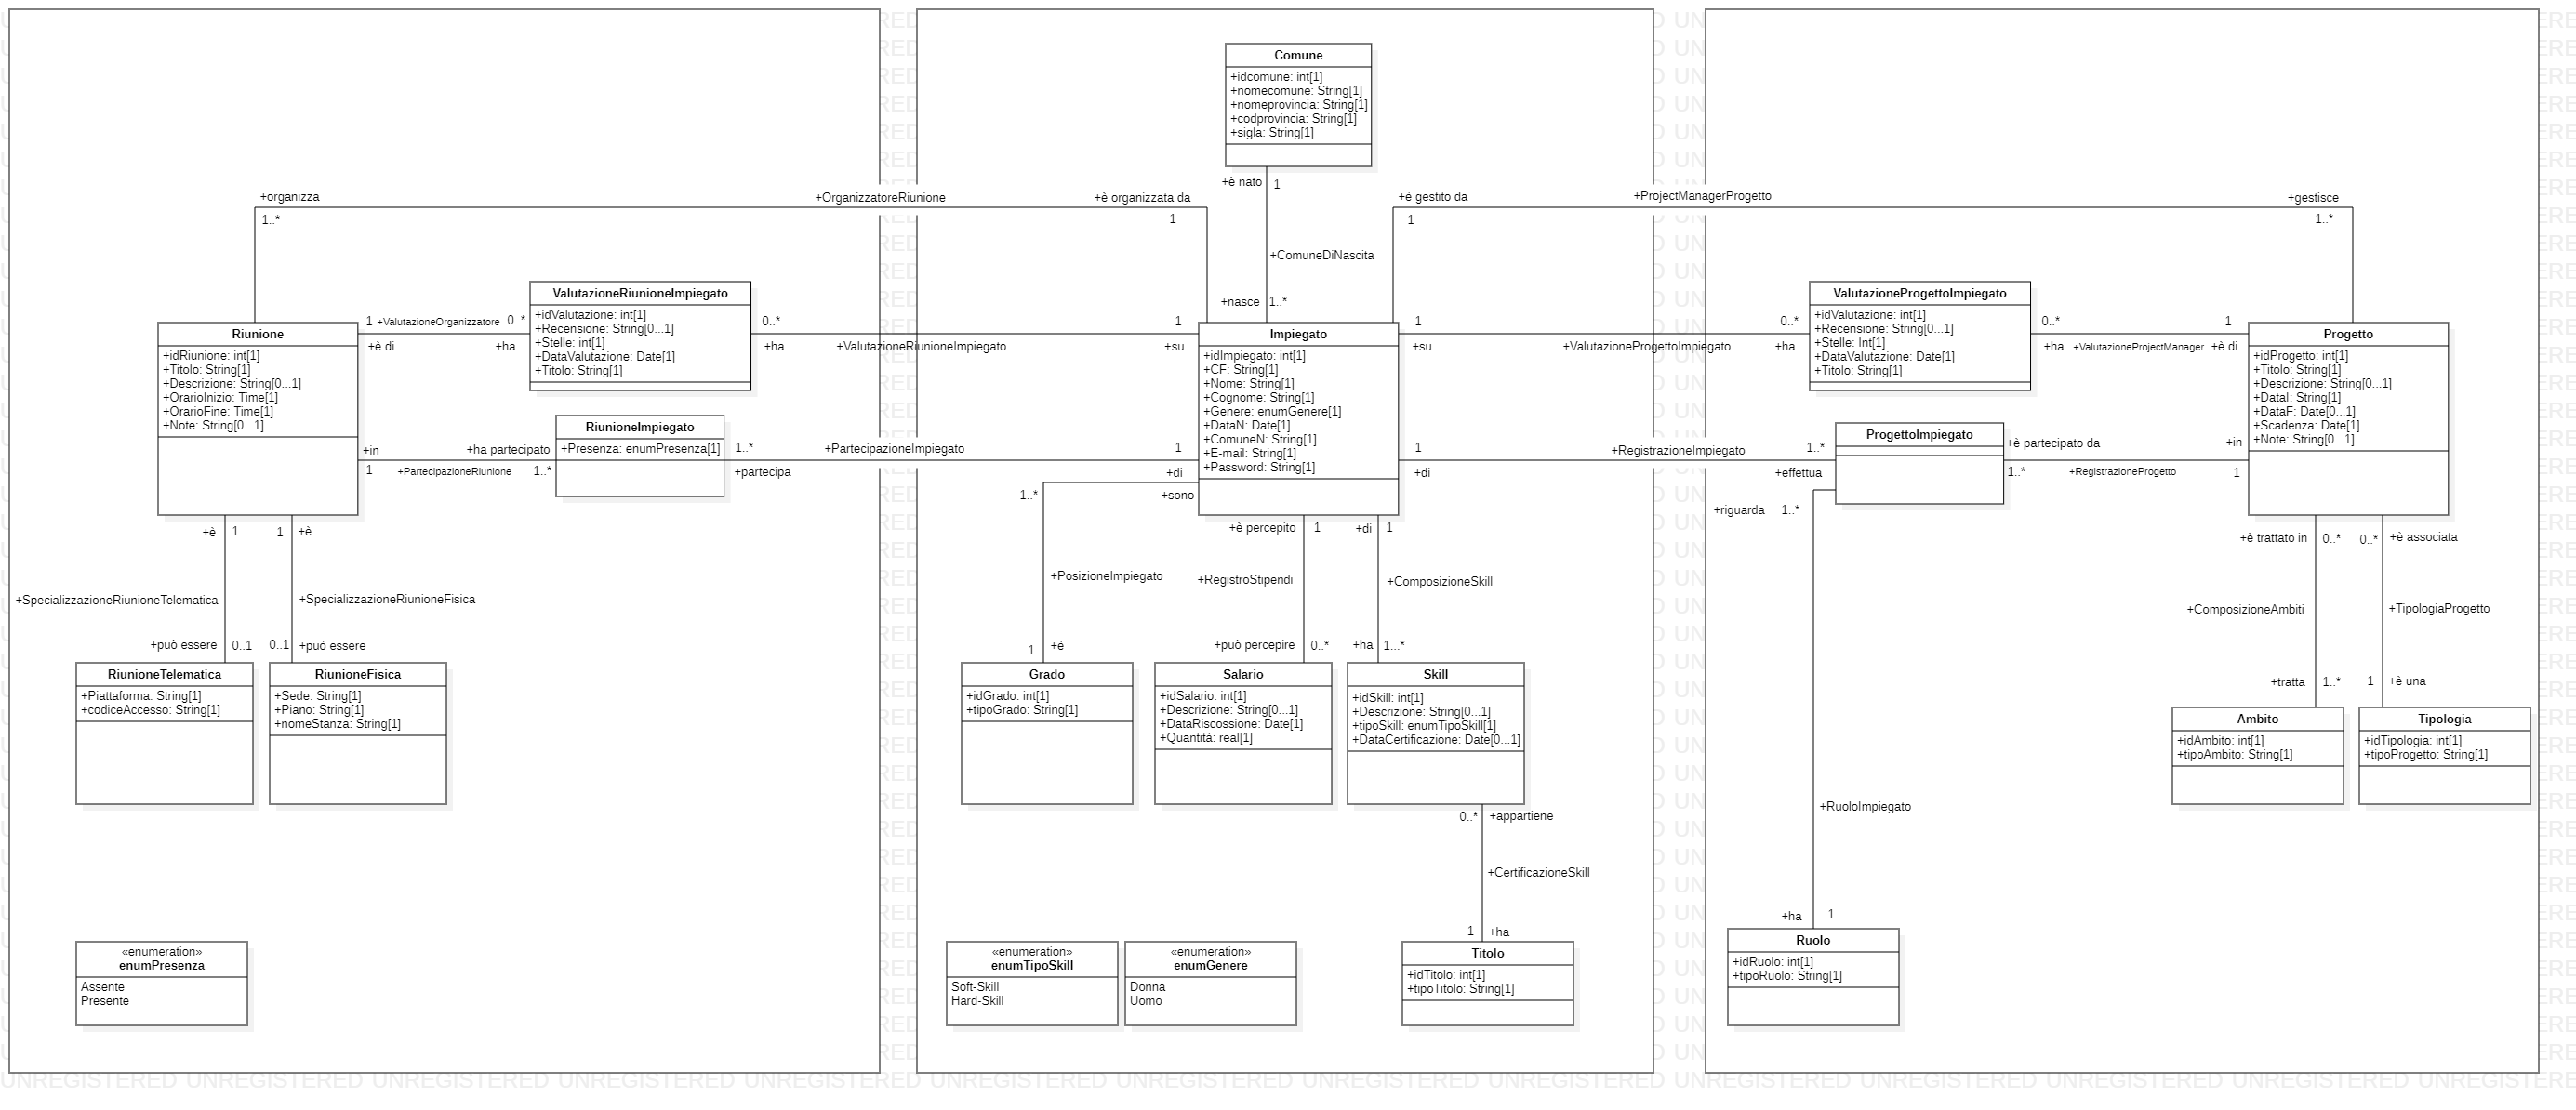 Comune
+idcomune: int[1]
+nomecomune: String[1]
+nomeprovincia: String[1]
+codprovincia: String[1]
+sigla: String[1]
+è nato
1
+ComuneDiNascita
+nasce
1..*
+organizza
1..*
+OrganizzatoreRiunione
+è organizzata da
1
+è gestito da
1
+ProjectManagerProgetto
+gestisce
1..*
Riunione
+idRiunione: int[1]
+Titolo: String[1]
+Descrizione: String[0...1]
+OrarioInizio: Time[1]
+OrarioFine: Time[1]
+Note: String[0...1]
1
+ValutazioneOrganizzatore
0..*
+è di
+ha
ValutazioneRiunioneImpiegato
+idValutazione: int[1]
+Recensione: String[0...1]
+Stelle: int[1]
+DataValutazione: Date[1]
+Titolo: String[1]
0..*
+ha
+ValutazioneRiunioneImpiegato
1
+su
+in
1
+PartecipazioneRiunione
+ha partecipato
1..*
RiunioneImpiegato
+Presenza: enumPresenza[1]
1..*
+partecipa
+PartecipazioneImpiegato
1
+di
Impiegato
+idImpiegato: int[1]
+CF: String[1]
+Nome: String[1]
+Cognome: String[1]
+Genere: enumGenere[1]
+DataN: Date[1]
+ComuneN: String[1]
+E-mail: String[1]
+Password: String[1]
1
+su
+ValutazioneProgettoImpiegato
0..*
+ha
ValutazioneProgettoImpiegato
+idValutazione: int[1]
+Recensione: String[0...1]
+Stelle: Int[1]
+DataValutazione: Date[1]
+Titolo: String[1]
0..*
+ha
+ValutazioneProjectManager
1
+è di
Progetto
+idProgetto: int[1]
+Titolo: String[1]
+Descrizione: String[0...1]
+DataI: String[1]
+DataF: Date[0...1]
+Scadenza: Date[1]
+Note: String[0...1]
1
+di
+RegistrazioneImpiegato
1..*
+effettua
ProgettoImpiegato
+è partecipato da
1..*
+RegistrazioneProgetto
+in
1
+riguarda
1..*
+RuoloImpiegato
+ha
1
Ruolo
+idRuolo: int[1]
+tipoRuolo: String[1]
+è
1
+SpecializzazioneRiunioneTelematica
+può essere
0..1
RiunioneTelematica
+Piattaforma: String[1]
+codiceAccesso: String[1]
1
+è
+SpecializzazioneRiunioneFisica
0..1
+può essere
RiunioneFisica
+Sede: String[1]
+Piano: String[1]
+nomeStanza: String[1]
1..*
+sono
+PosizioneImpiegato
1
+è
Grado
+idGrado: int[1]
+tipoGrado: String[1]
+è percepito
1
+RegistroStipendi
+può percepire
0..*
Salario
+idSalario: int[1]
+Descrizione: String[0...1]
+DataRiscossione: Date[1]
+Quantità: real[1]
+di
1
+ComposizioneSkill
+ha
1...*
Skill
+idSkill: int[1]
+Descrizione: String[0...1]
+tipoSkill: enumTipoSkill[1]
+DataCertificazione: Date[0...1]
0..*
+appartiene
+CertificazioneSkill
1
+ha
Titolo
+idTitolo: int[1]
+tipoTitolo: String[1]
+è trattato in
0..*
+ComposizioneAmbiti
+tratta
1..*
Ambito
+idAmbito: int[1]
+tipoAmbito: String[1]
0..*
+è associata
+TipologiaProgetto
1
+è una
Tipologia
+idTipologia: int[1]
+tipoProgetto: String[1]
«enumeration»
enumPresenza
Assente
Presente
«enumeration»
enumTipoSkill
Soft-Skill
Hard-Skill
«enumeration»
enumGenere
Donna
Uomo
UNREGISTERED UNREGISTERED UNREGISTERED UNREGISTERED UNREGISTERED UNREGISTERED UNREGISTERED UNREGISTERED UNREGISTERED UNREGISTERED UNREGISTERED UNREGISTERED UNREGISTERED UNREGISTERED